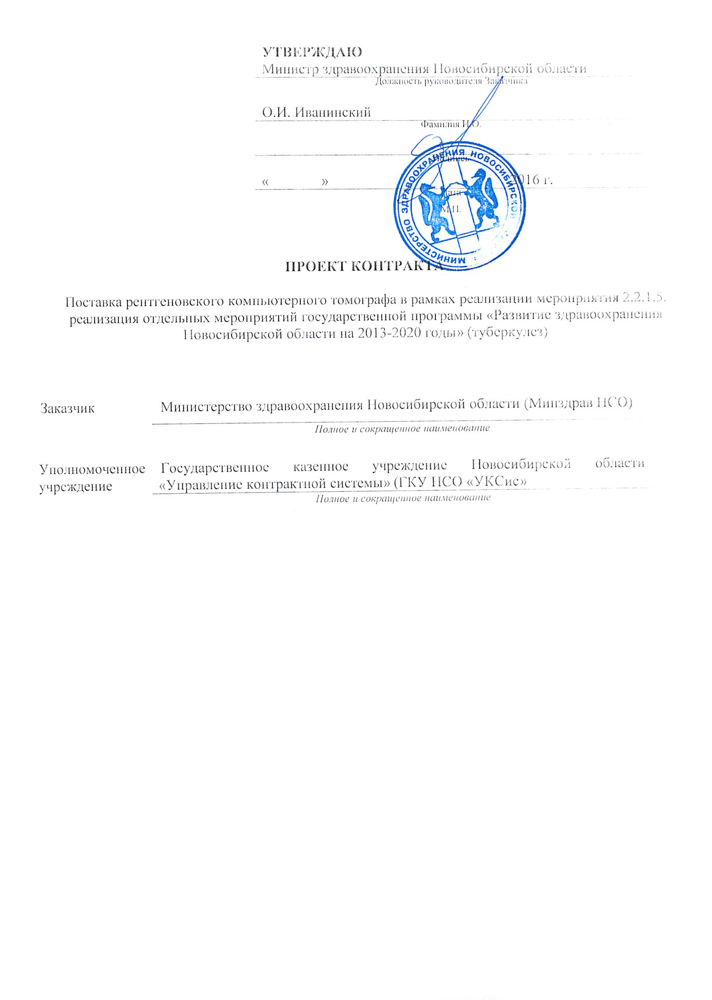 УТВЕРЖДАЮ
Министр здравоохранения Новосибирской области
Должность руководителя Заказчика
О.И. Иванинский
Фамилия И.О.
Подпись
« » 2016 г.
Дата
М.П.
МИНИСТЕРСТВО ЗДРАВООХРАНЕНИЯ НОВОСИБИРСКОЙ
ПРОЕКТ КОНТРАКТА
Поставка рентгеновского компьютерного томографа в рамках реализации мероприятия 2.2.1.5.
реализация отдельных мероприятий государственной программы «Развитие здравоохранения
Новосибирской области на 2013-2020 годы» (туберкулез)
Заказчик Министерство здравоохранения Новосибирской области (Минздрав НСО)
Полное и сокращенное наименование
Уполномоченное Государственное казенное учреждение Новосибирской области
учреждение «Управление контрактной системы» (ГКУ НСО «УКСис»
Полное и сокращенное наименование